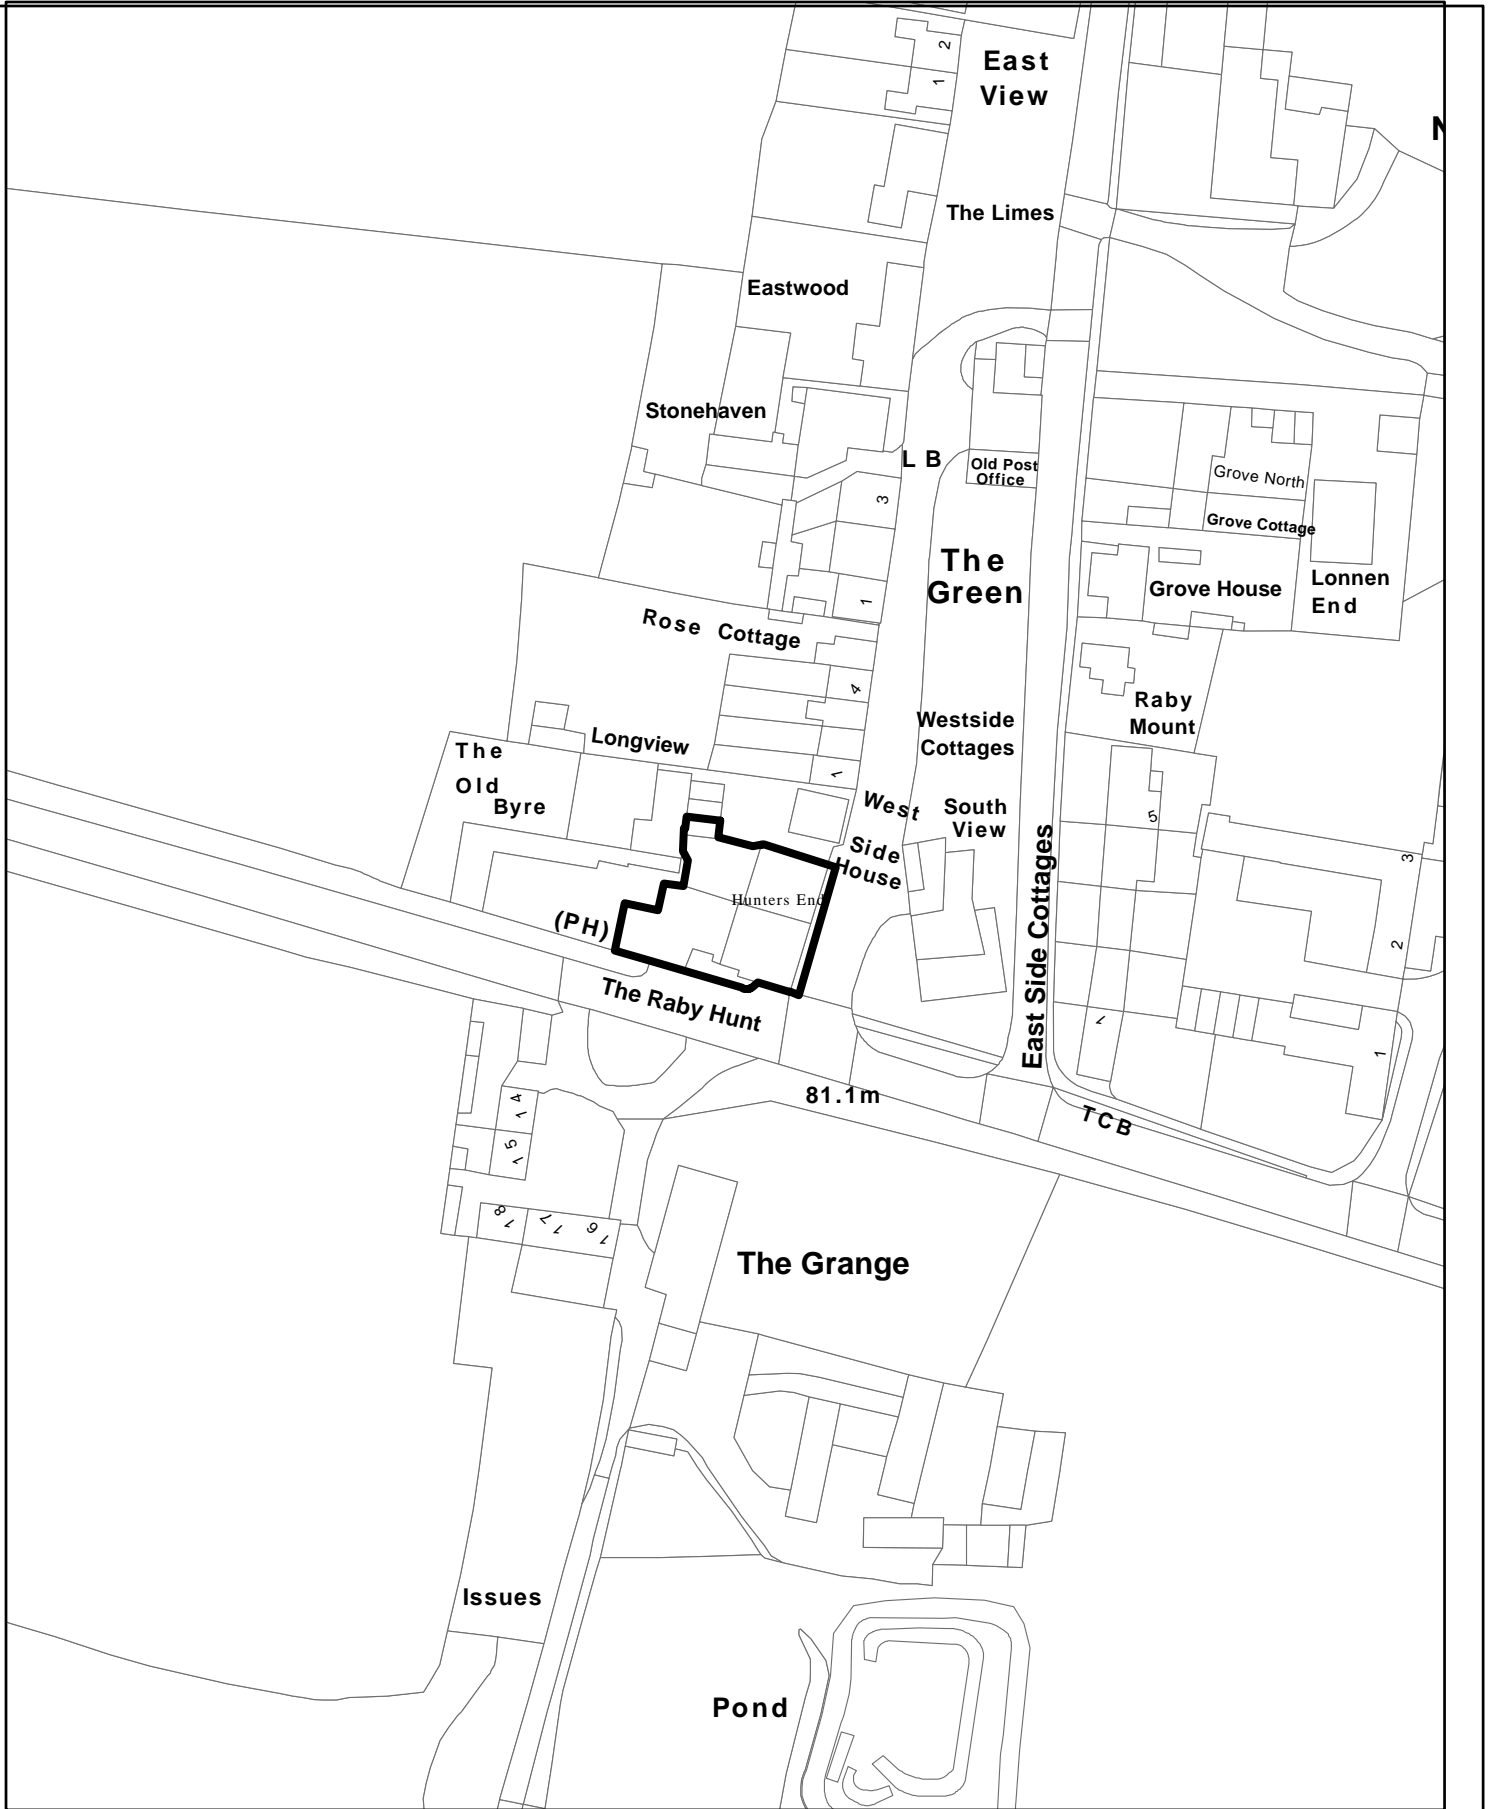 2
East
View
1
N
The Limes
Eastwood
Stonehaven
L B
Old Post
Office
Grove North
3
Grove Cottage
The
Green
Grove House
Lonnen
End
1
Rose Cottage
4
Raby
Mount
Westside
Cottages
Longview
The
Old
Byre
1
West
Side
House
South
View
5
East Side Cottages
3
Hunters End
(PH)
2
The Raby Hunt
1
1
81.1m
TCB
14
15
18
17
16
The Grange
Issues
Pond